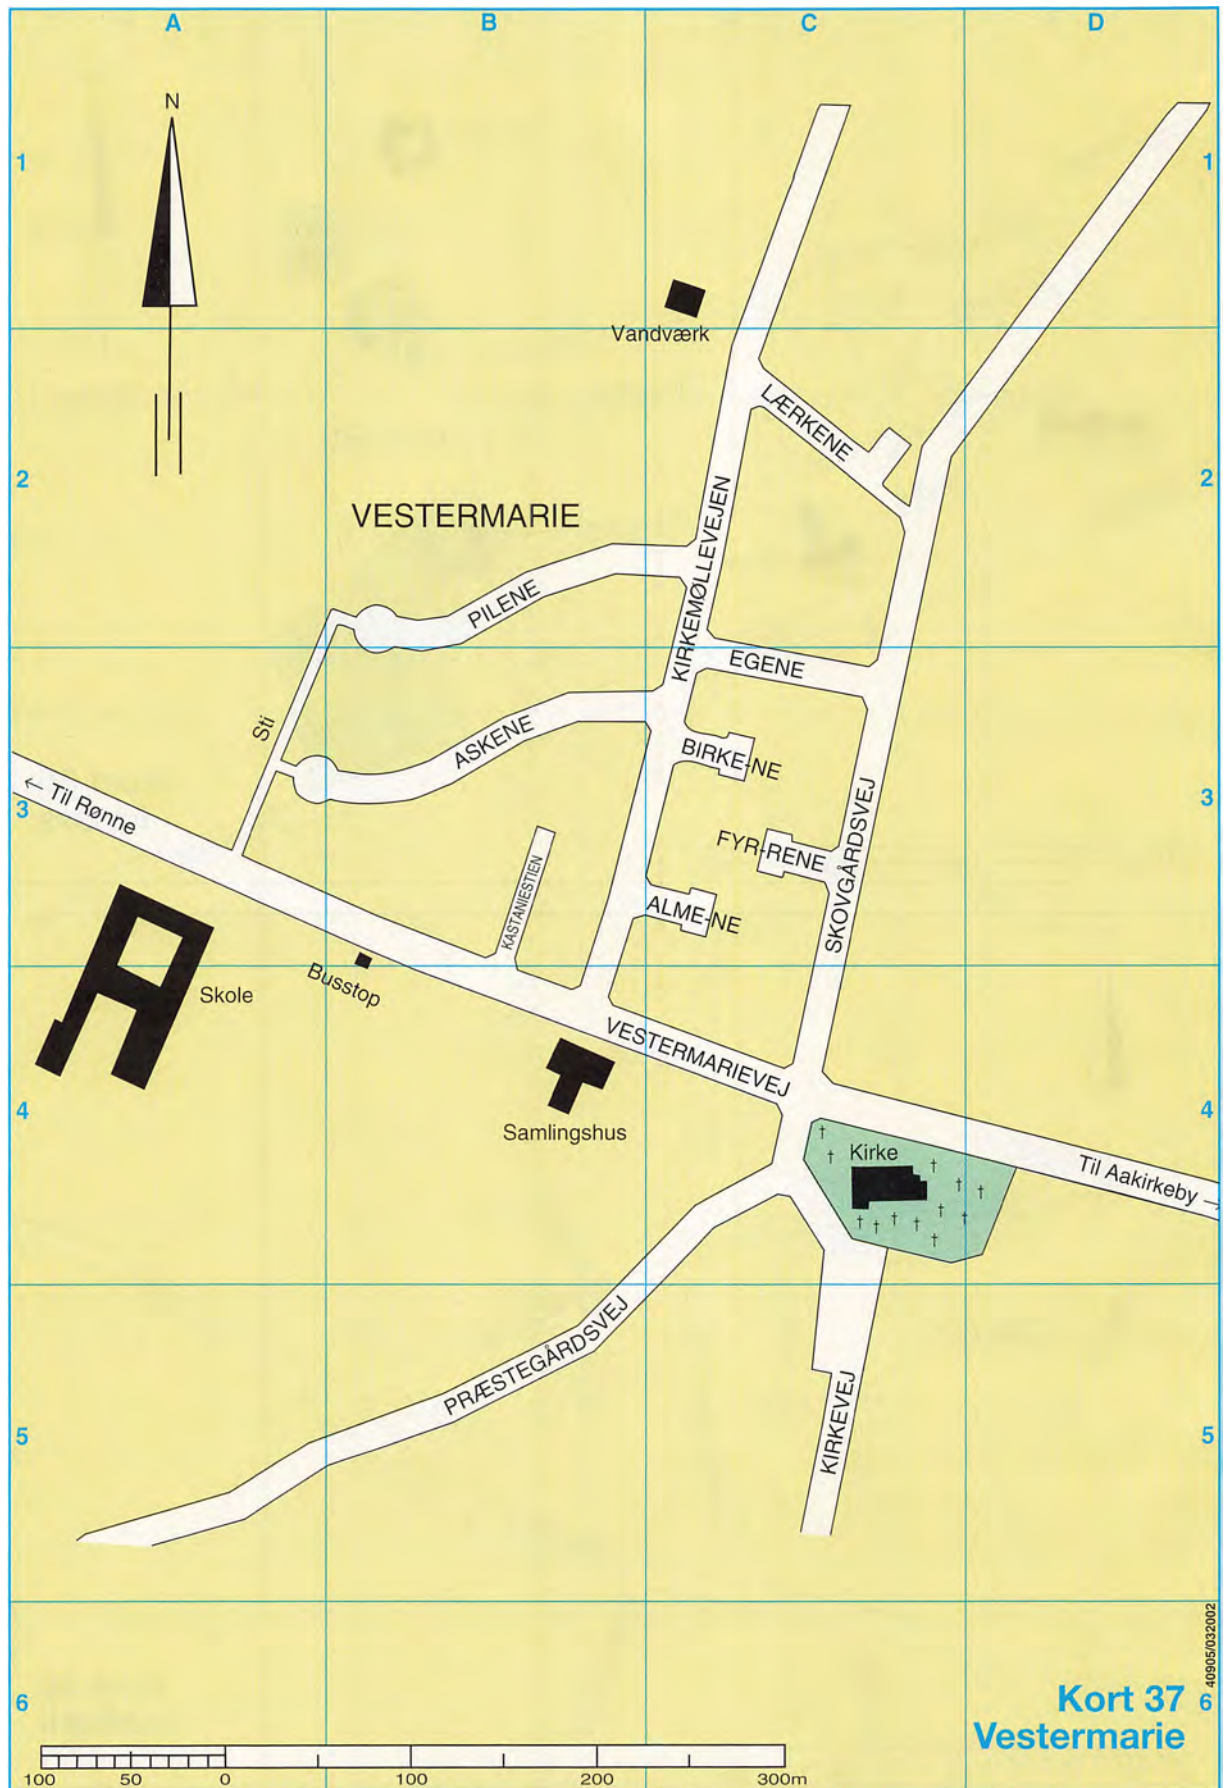 A B C D
N
1 1
Vandværk
LÆRKENE
2 2
VESTERMARIE
KIRKEMØLLEVEJEN
PILENE
EGENE
Sti
ASKENE
BIRKE-NE
← Til Rønne
3 3
SKOVGÅRDSVEJ
FYR-RENE
KASTANIESTIEN
ALME-NE
Skole
Busstop
VESTERMARIEVEJ
4 4
Samlingshus
Kirke
Til Aakirkeby →
PRÆSTEGÅRDSVEJ
KIRKEVEJ
5 5
40905/032002
6 6
Kort 37
Vestermarie
100 50 0 100 200 300m